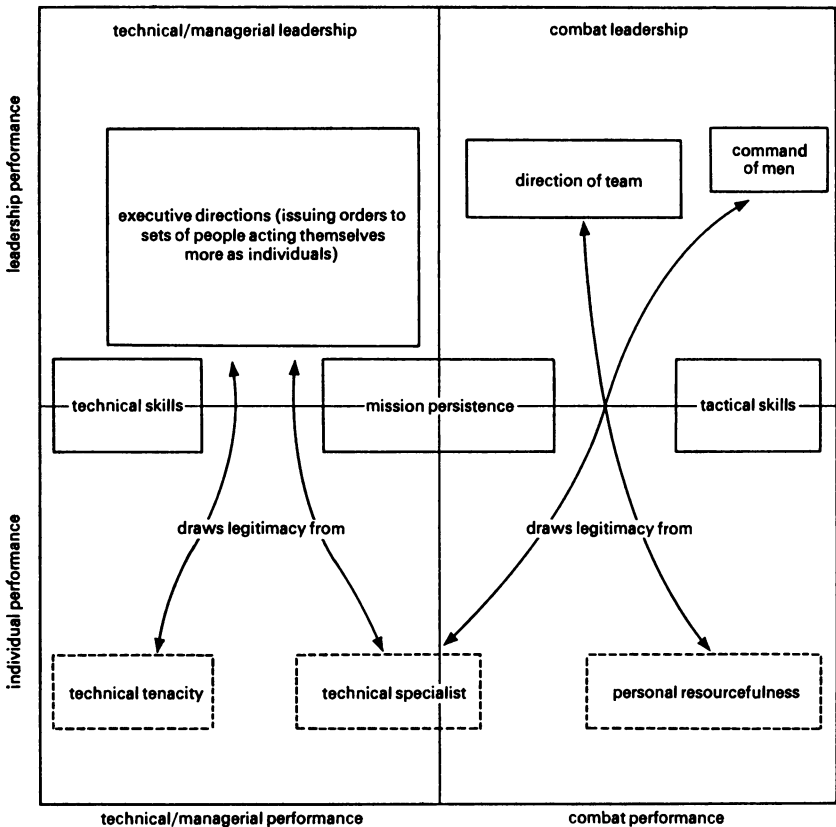 technical/managerial leadership
combat leadership
leadership performance
executive directions (issuing orders to
sets of people acting themselves
more as individuals)
direction of team
command
of men
technical skills
mission persistence
tactical skills
individual performance
draws legitimacy from
draws legitimacy from
technical tenacity
technical specialist
personal resourcefulness
technical/managerial performance
combat performance